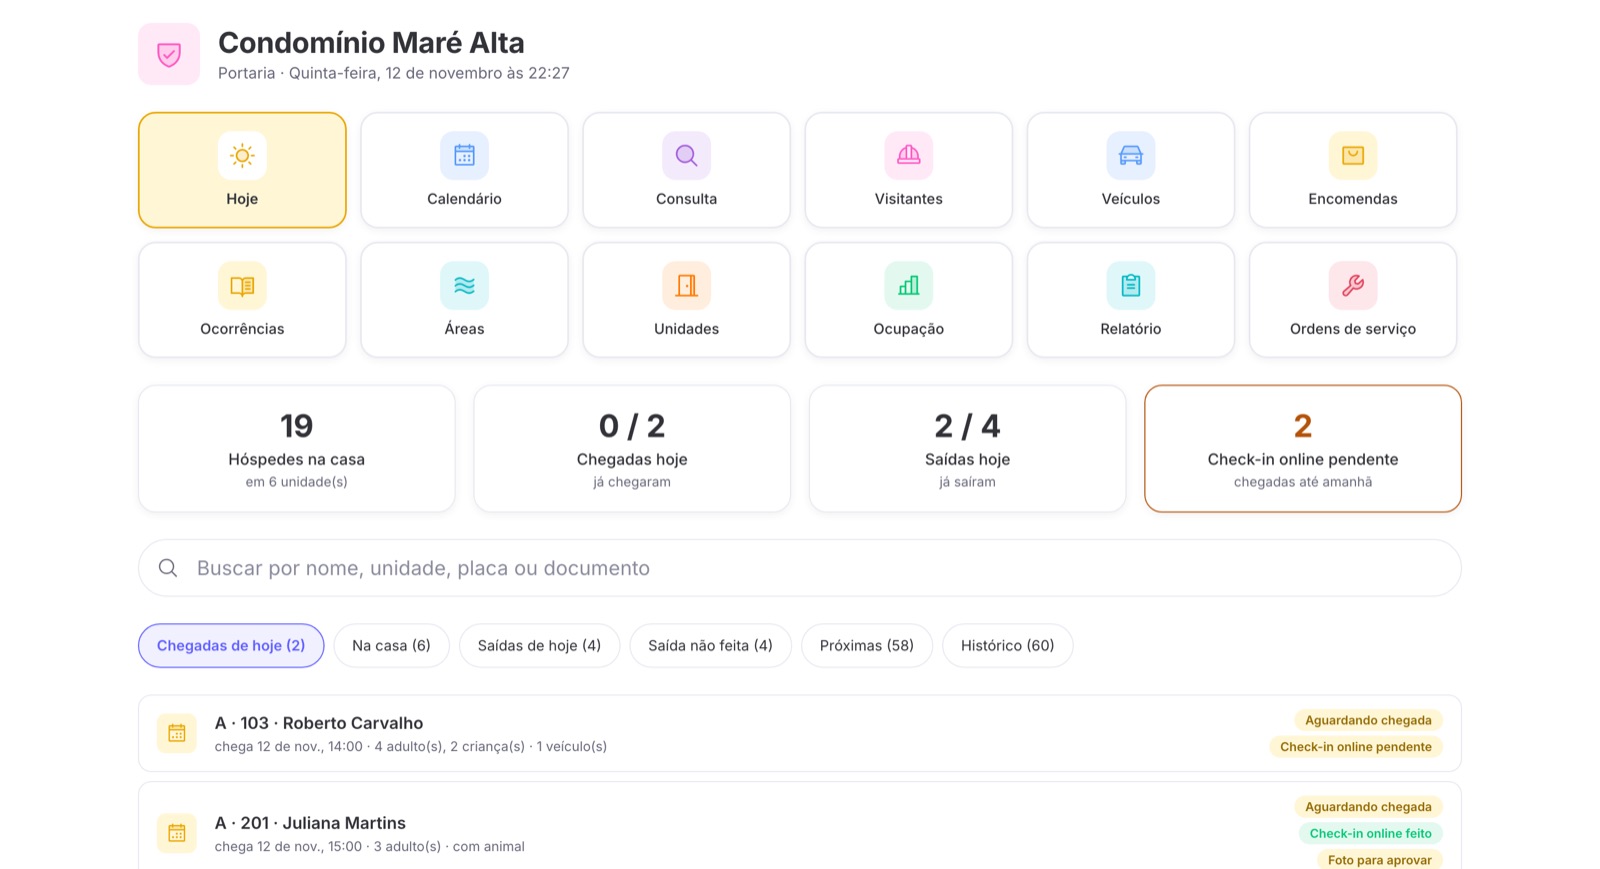 Condomínio Maré Alta
Portaria · Quinta-feira, 12 de novembro às 22:27
Hoje
Calendário
Consulta
Visitantes
Veículos
Encomendas
Ocorrências
Áreas
Unidades
Ocupação
Relatório
Ordens de serviço
19
Hóspedes na casa
em 6 unidade(s)
0 / 2
Chegadas hoje
já chegaram
2 / 4
Saídas hoje
já saíram
2
Check-in online pendente
chegadas até amanhã
Buscar por nome, unidade, placa ou documento
Chegadas de hoje (2)
Na casa (6)
Saídas de hoje (4)
Saída não feita (4)
Próximas (58)
Histórico (60)
A · 103 · Roberto Carvalho
chega 12 de nov., 14:00 · 4 adulto(s), 2 criança(s) · 1 veículo(s)
Aguardando chegada
Check-in online pendente
A · 201 · Juliana Martins
chega 12 de nov., 15:00 · 3 adulto(s) · com animal
Aguardando chegada
Check-in online feito
Foto para aprovar